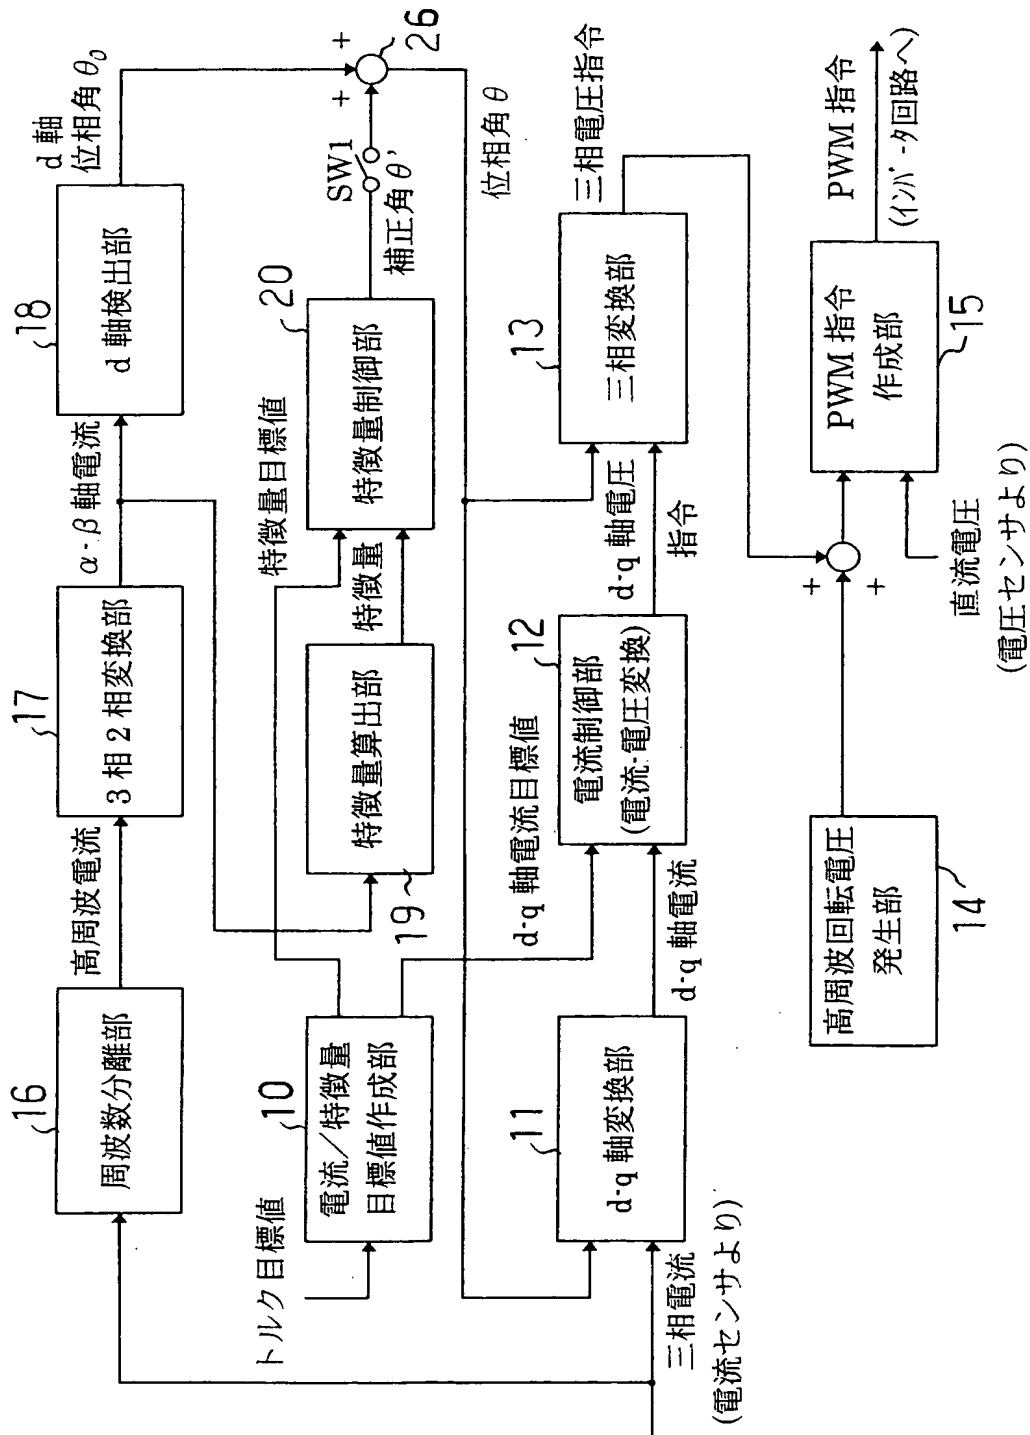 16
周波数分離部
高周波電流
17
3相2相変換部
α-β軸電流
18
d軸検出部
d軸
位相角θ0
+
+
26
トルク目標値
10
電流／特徴量
目標値作成部
特徴量目標値
19
特徴量算出部
特徴量
20
特徴量制御部
SW1
補正角θ'
位相角θ
d-q軸電流目標値
三相電流
(電流センサより)
11
d-q軸変換部
d-q軸電流
12
電流制御部
(電流-電圧変換)
d-q軸電圧
指令
13
三相変換部
三相電圧指令
高周波回転電圧
発生部
14
+
+
直流電圧
(電圧センサより)
PWM指令
作成部
15
PWM指令
(インバータ回路へ)